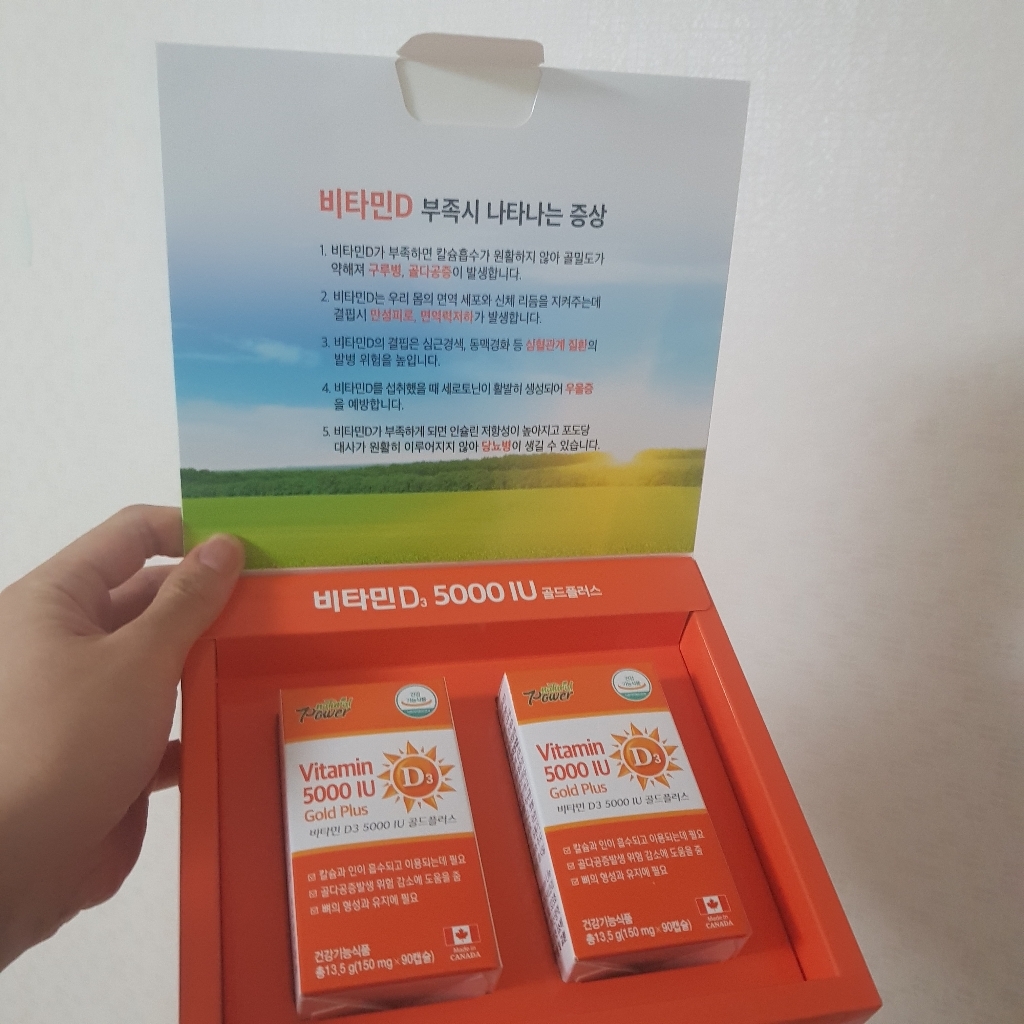 비타민D 부족시 나타나는 증상
1. 비타민D가 부족하면 칼슘흡수가 원활하지 않아 골밀도가
약해져 구루병, 골다공증이 발생합니다.
2. 비타민D는 우리 몸의 면역 세포와 신체 리듬을 지켜주는데
결핍시 만성피로, 면역력저하가 발생합니다.
3. 비타민D의 결핍은 심근경색, 동맥경화 등 심혈관계 질환의
발병 위험을 높입니다.
4. 비타민D를 섭취했을 때 세로토닌이 활발히 생성되어 우울증
을 예방합니다.
5. 비타민D가 부족하게 되면 인슐린 저항성이 높아지고 포도당
대사가 원활히 이루어지지 않아 당뇨병이 생길 수 있습니다.
비타민D₃ 5000 IU 골드플러스
natural
Power
건강
기능식품
Vitamin
5000 IU
Gold Plus
D₃
비타민 D3 5000 IU 골드플러스
칼슘과 인이 흡수되고 이용되는데 필요
골다공증발생 위험 감소에 도움을 줌
뼈의 형성과 유지에 필요
건강기능식품
총13.5 g(150 mg×90캡슐)
Made in
CANADA
natural
Power
건강
기능식품
Vitamin
5000 IU
Gold Plus
D₃
비타민 D3 5000 IU 골드플러스
칼슘과 인이 흡수되고 이용되는데 필요
골다공증발생 위험 감소에 도움을 줌
뼈의 형성과 유지에 필요
건강기능식품
총13.5 g(150 mg×90캡슐)
Made in
CANADA